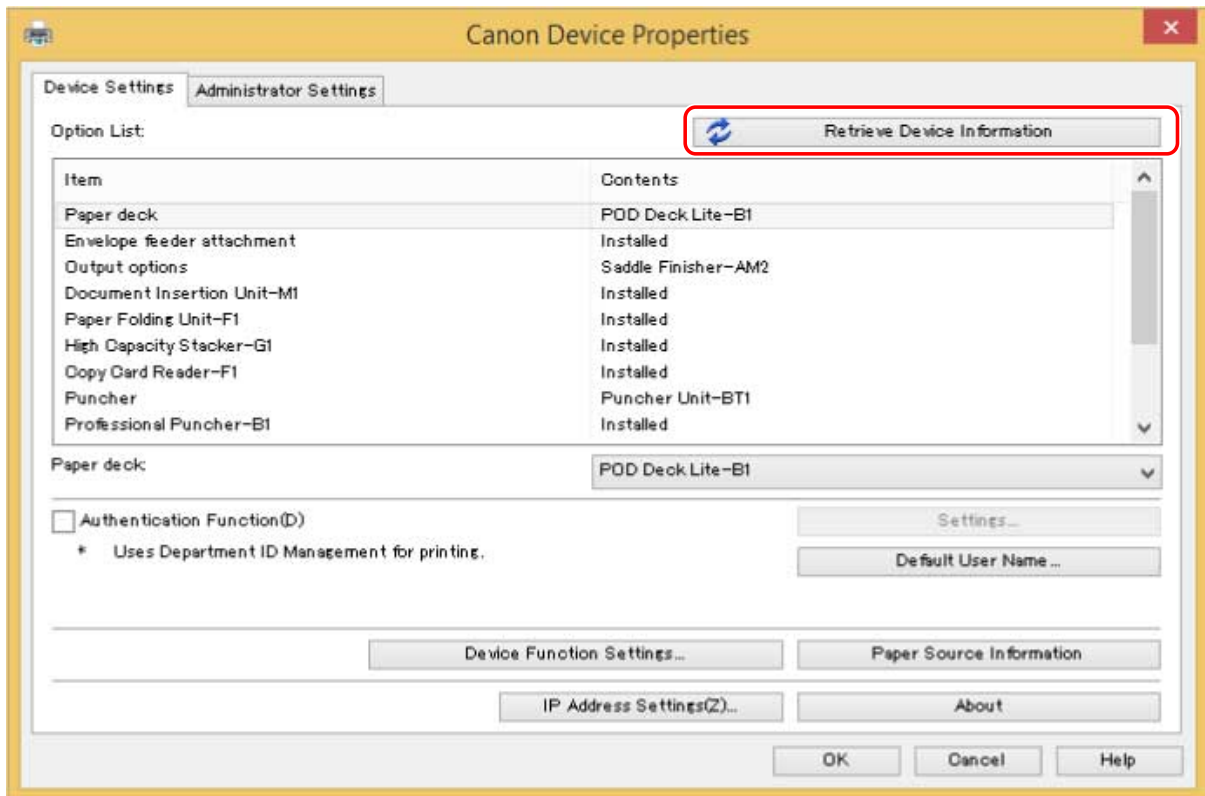 Canon Device Properties
Device Settings Administrator Settings
Option List: Retrieve Device Information
Item Contents
Paper deck POD Deck Lite-B1
Envelope feeder attachment Installed
Output options Saddle Finisher-AM2
Document Insertion Unit-M1 Installed
Paper Folding Unit-F1 Installed
High Capacity Stacker-G1 Installed
Copy Card Reader-F1 Installed
Puncher Puncher Unit-BT1
Professional Puncher-B1 Installed
Paper deck: POD Deck Lite-B1
Authentication Function(D) Settings...
* Uses Department ID Management for printing.
Default User Name ...
Device Function Settings... Paper Source Information
IP Address Settings(Z)... About
OK Cancel Help